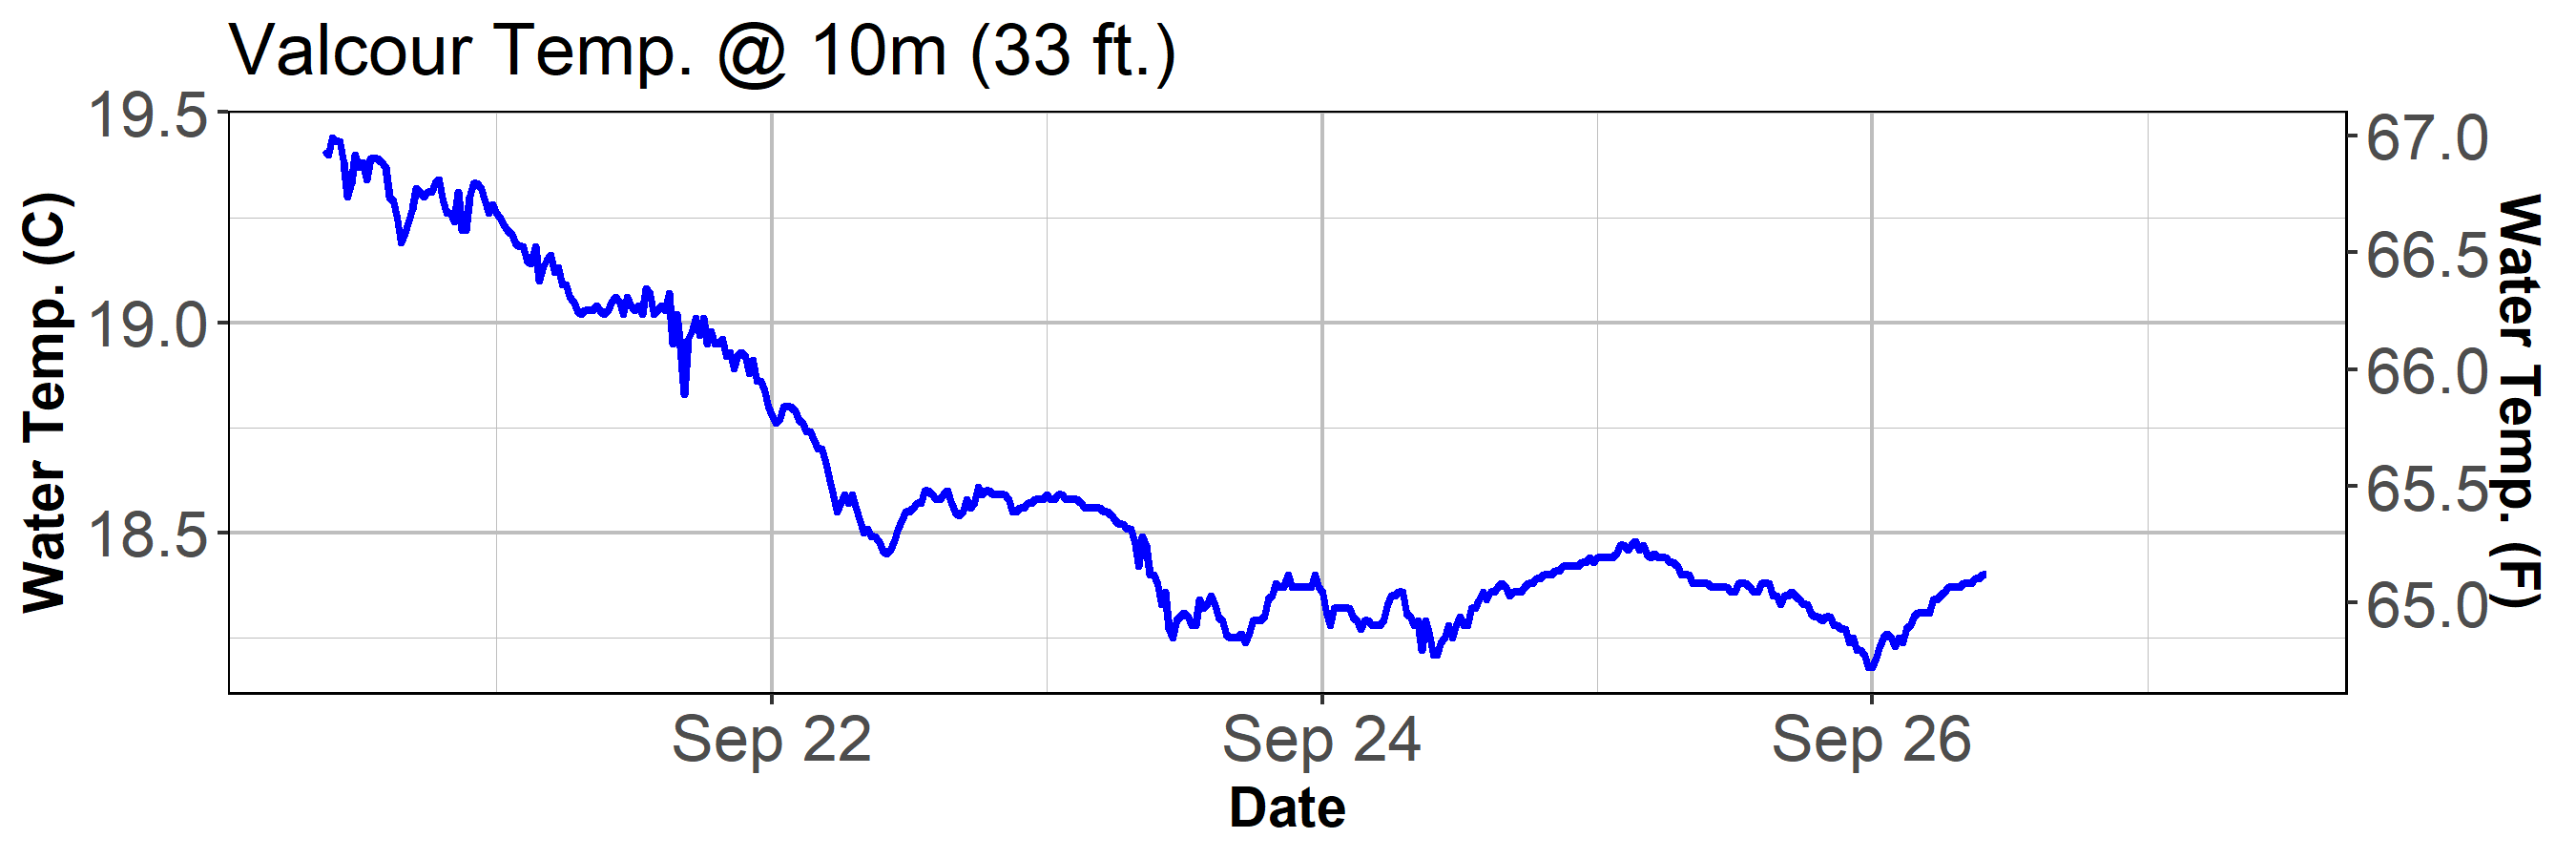 Valcour Temp. @ 10m (33 ft.)
19.5
19.0
18.5
Water Temp. (C)
67.0
66.5
66.0
65.5
65.0
Water Temp. (F)
Sep 22
Sep 24
Sep 26
Date